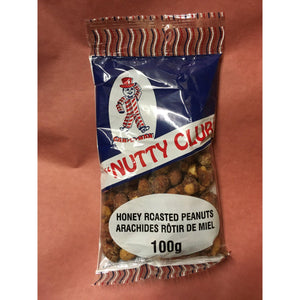 "NUTTY CLUB"
HONEY ROASTED PEANUTS
ARACHIDES RÔTIR DE MIEL
100g